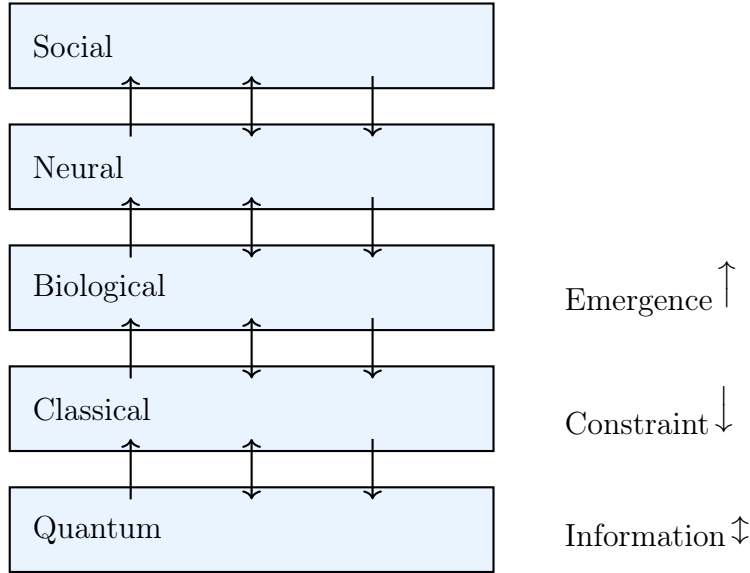 Social
Neural
Biological
Emergence ↑
Classical
Constraint ↓
Quantum
Information ↕